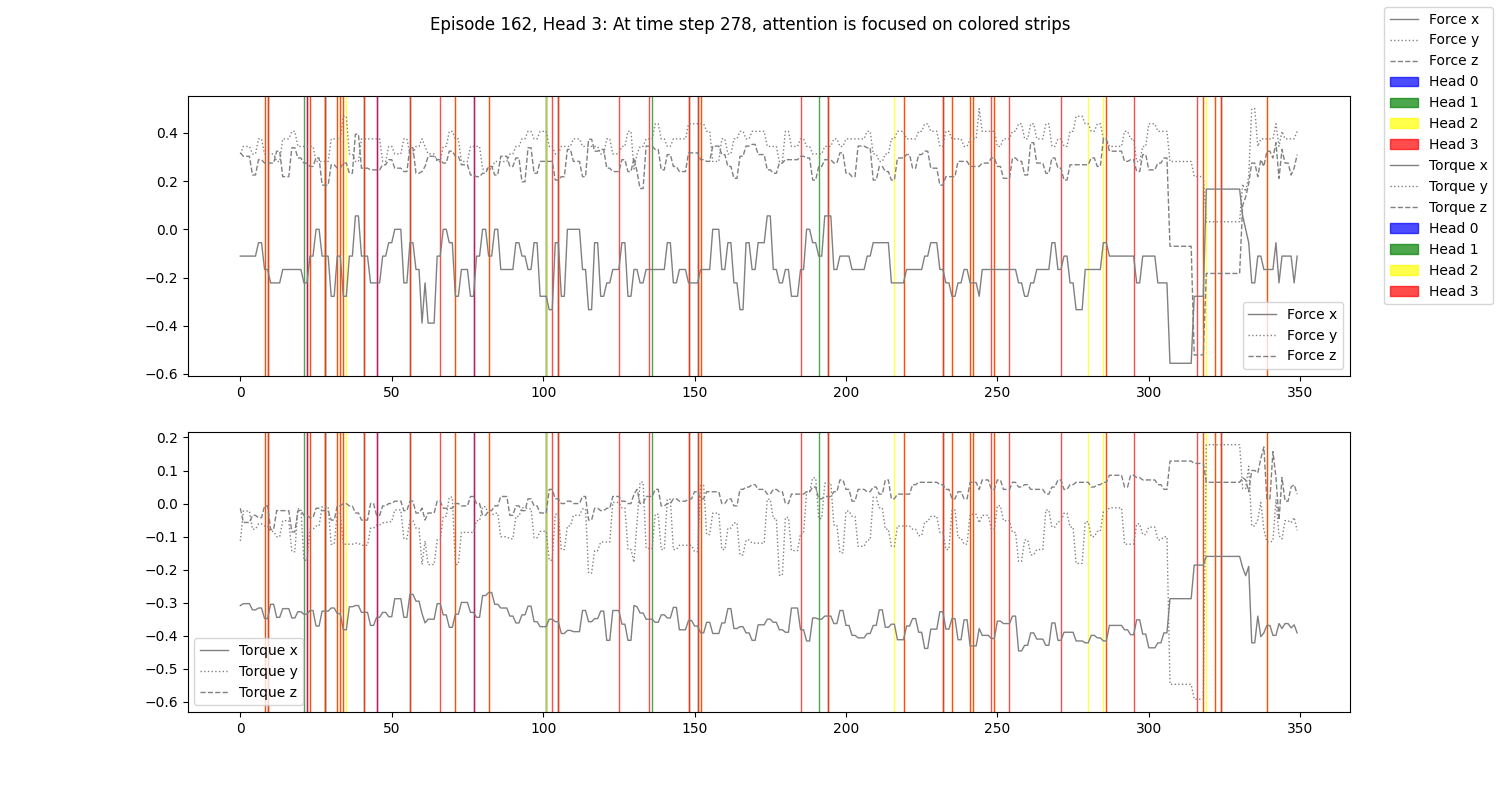 Episode 162, Head 3: At time step 278, attention is focused on colored strips
Force x
Force y
Force z
Head 0
Head 1
Head 2
Head 3
Torque x
Torque y
Torque z
Head 0
Head 1
Head 2
Head 3
0.4
0.2
0.0
−0.2
−0.4
−0.6
Force x
Force y
Force z
0 50 100 150 200 250 300 350
0.2
0.1
0.0
−0.1
−0.2
−0.3
−0.4
−0.5
−0.6
Torque x
Torque y
Torque z
0 50 100 150 200 250 300 350